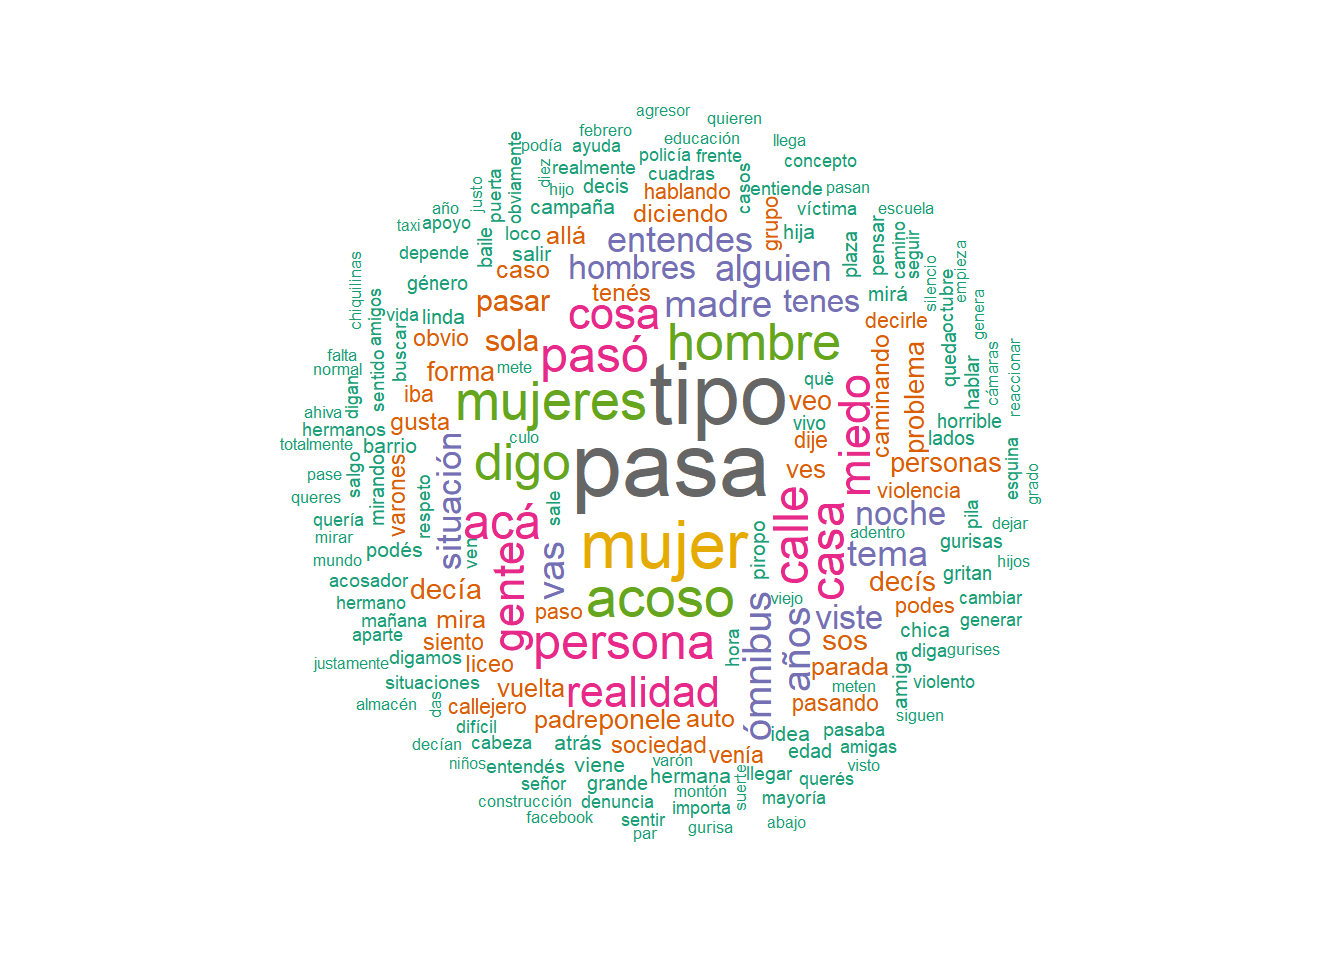 agresor
quieren
febrero
educación
llega
podía
ayuda
policía
frente
concepto
obviamente
diez
realmente
cuadras
casos
entiende
pasan
justo
puerta
hijo
decis
hablando
año
campaña
diciendo
grupo
víctima
escuela
taxi
apoyo
loco
allá
entendes
hija
plaza
pensar
camino
seguir
depende
baile
salir
caso
hombres
alguien
silencio
empieza
chiquilinas
género
pasar
tenés
madre
tenes
mirá
octubre
genera
vida
linda
cosa
decirle
queda
amigos
obvio
sola
pasó
hombre
caminando
problema
hablar
cámaras
reaccionar
falta
normal
sentido
buscar
forma
mete
tipo
qué
veo
miedo
digan
iba
mujeres
vivo
horrible
ahiva
hermanos
gusta
culo
dije
lados
totalmente
barrio
situación
digo
pasa
ves
personas
esquina
grado
pase
salgo
mirando
varones
respeto
violencia
queres
sale
calle
casa
noche
pila
dejar
quería
acá
mujer
piropo
adentro
mirar
podés
ven
vas
tema
gurisas
mundo
gente
hijos
acosador
decía
acoso
viejo
decís
gritan
hermano
paso
ómnibus
años
viste
podes
cambiar
mañana
mira
generar
aparte
siento
persona
hora
sos
chica
justamente
digamos
liceo
parada
amiga
diga
gurises
situaciones
vuelta
realidad
meten
violento
almacén
das
callejero
pasando
siguen
difícil
padre
ponele
auto
idea
pasaba
decían
cabeza
atrás
sociedad
venía
edad
amigas
niños
entendés
viene
varón
hermana
llegar
querés
visto
señor
grande
montón
suerte
mayoría
construcción
denuncia
importa
facebook
sentir
gurisa
abajo
par